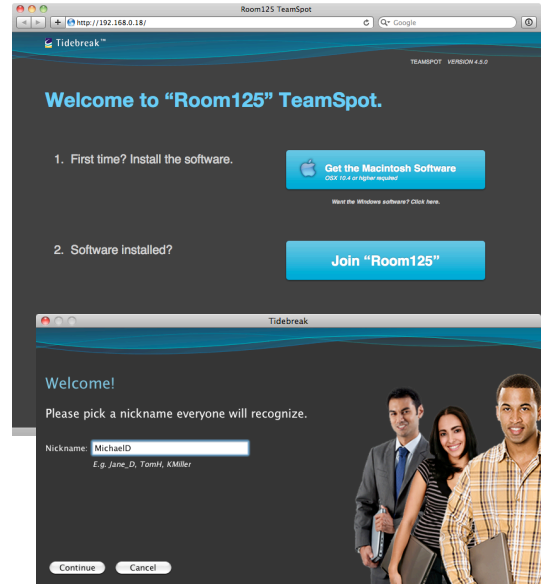 Room125 TeamSpot
http://192.168.0.18/
Google
Tidebreak™
TEAMSPOT VERSION 4.5.0
Welcome to “Room125” TeamSpot.
1. First time? Install the software.
Get the Macintosh Software
OSX 10.4 or higher required
Want the Windows software? Click here.
2. Software installed?
Join “Room125”
Tidebreak
Welcome!
Please pick a nickname everyone will recognize.
Nickname: MichaelD
E.g. Jane_D, TomH, KMiller
Continue Cancel